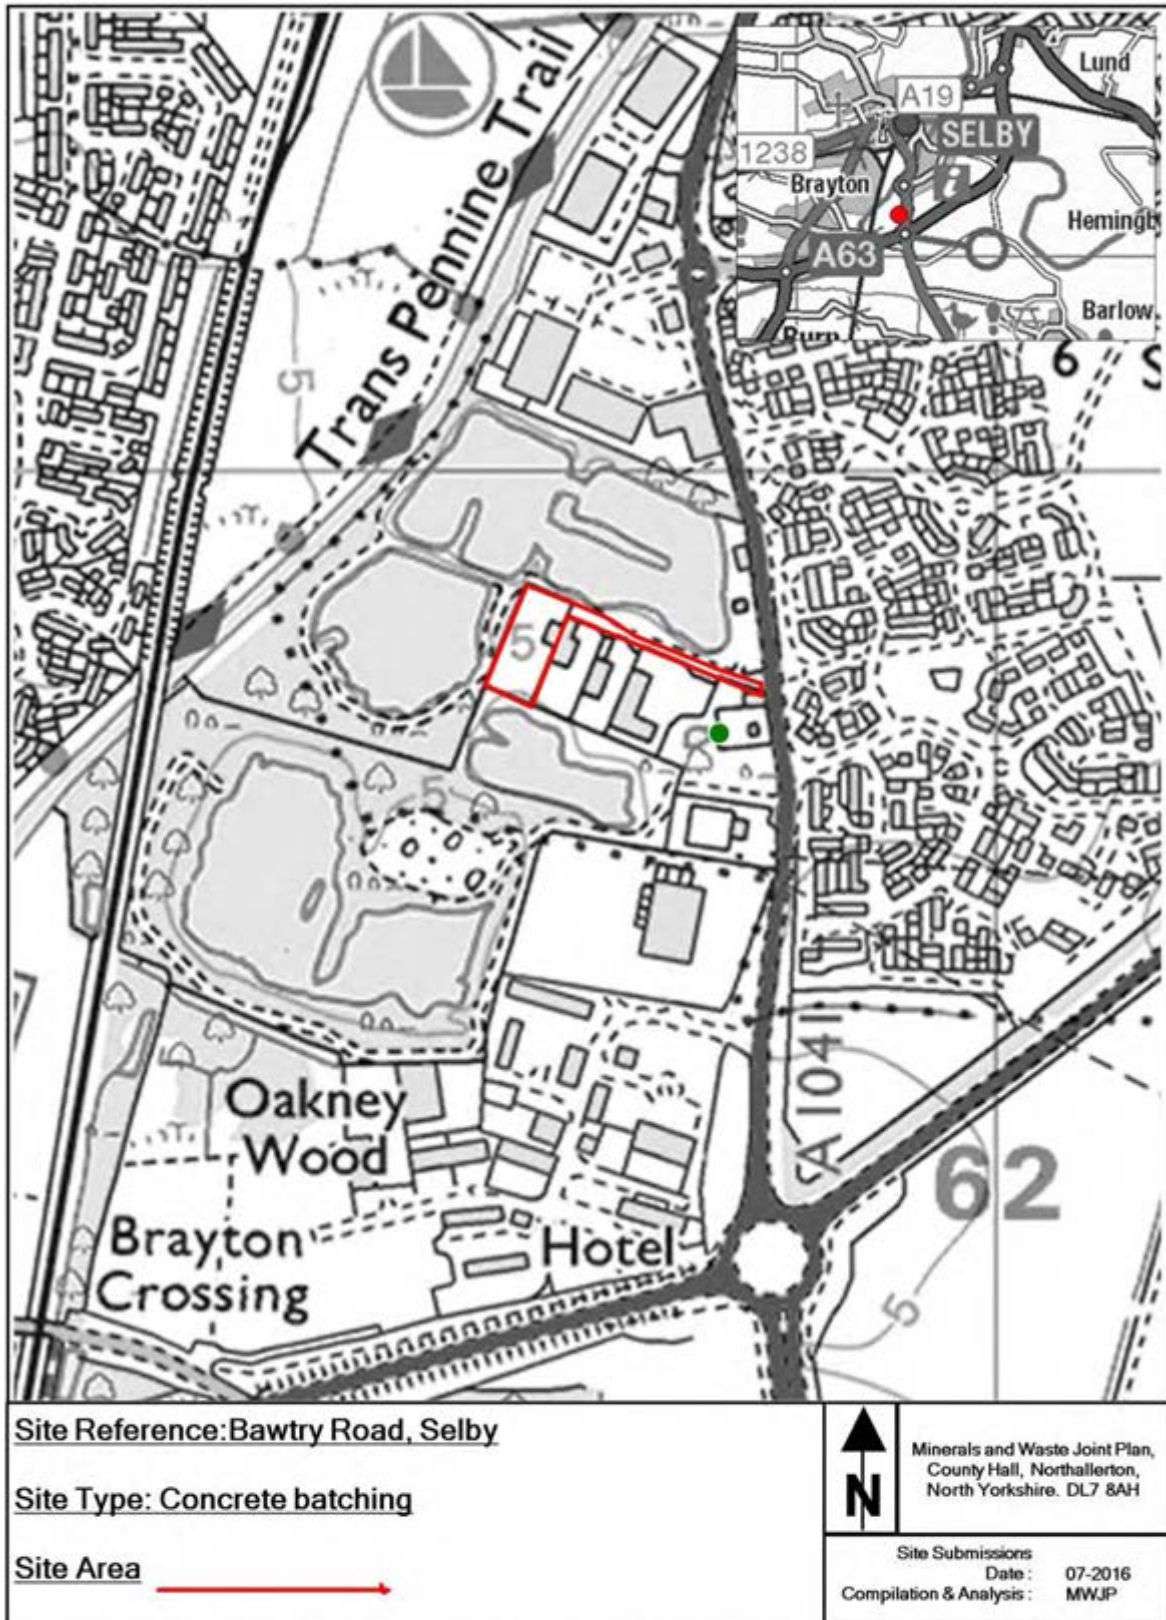 Trans Pennine Trail
A19
Lund
SELBY
1238
Brayton
i
Hemingb
A63
Barlow
Burn
6
5
5
5
A 1041
Oakney
Wood
62
Brayton
Crossing
Hotel
5
Site Reference:Bawtry Road, Selby
Site Type: Concrete batching
Site Area
N
Minerals and Waste Joint Plan,
County Hall, Northallerton,
North Yorkshire. DL7 8AH
Site Submissions
Date : 07-2016
Compilation & Analysis : MWJP